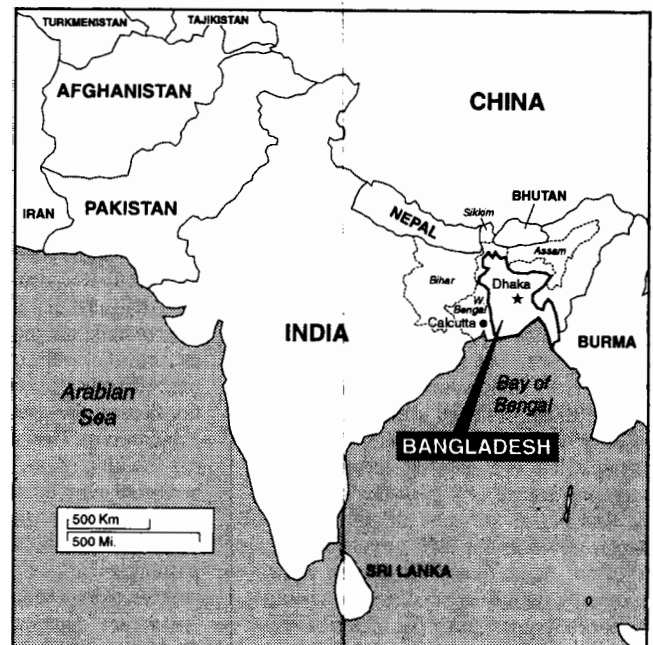 TURKMENISTAN
TAJIKISTAN
AFGHANISTAN
CHINA
IRAN
PAKISTAN
NEPAL
Sikkim
BHUTAN
Assam
Bihar
Dhaka
W.
Bengal
Calcutta
INDIA
BURMA
Arabian
Sea
Bay of
Bengal
BANGLADESH
500 Km
500 Mi.
SRI LANKA